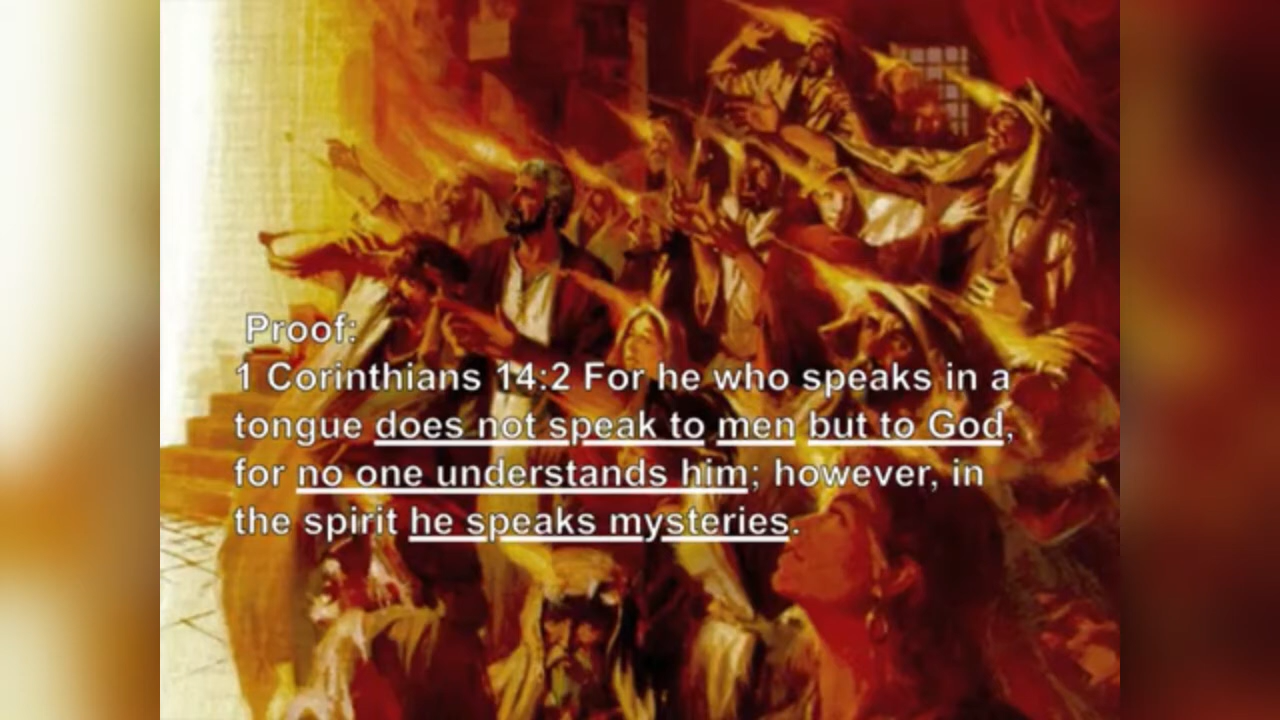 Proof:
1 Corinthians 14:2 For he who speaks in a
tongue does not speak to men but to God,
for no one understands him; however, in
the spirit he speaks mysteries.